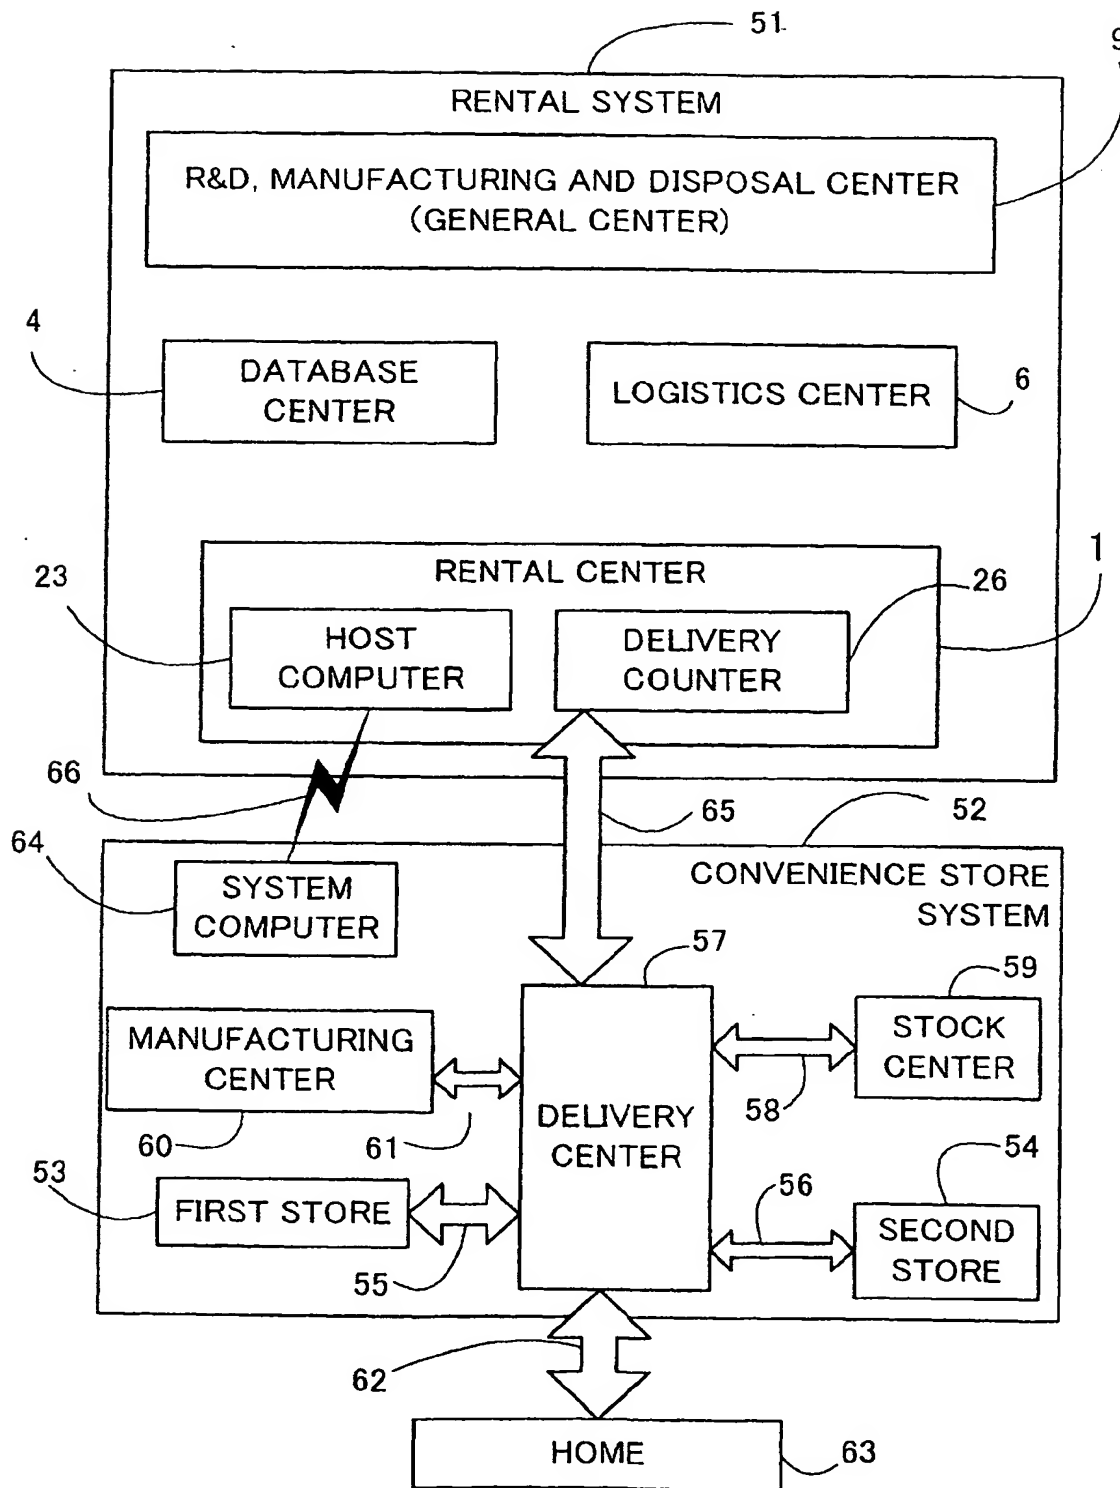 51
9
RENTAL SYSTEM
R&D, MANUFACTURING AND DISPOSAL CENTER
(GENERAL CENTER)
4
DATABASE
CENTER
LOGISTICS CENTER
6
23
RENTAL CENTER
26
1
HOST
COMPUTER
DELIVERY
COUNTER
66
65
52
64
SYSTEM
COMPUTER
CONVENIENCE STORE
SYSTEM
57
59
MANUFACTURING
CENTER
STOCK
CENTER
58
60
61
DELIVERY
CENTER
54
53
FIRST STORE
56
SECOND
STORE
55
62
HOME
63